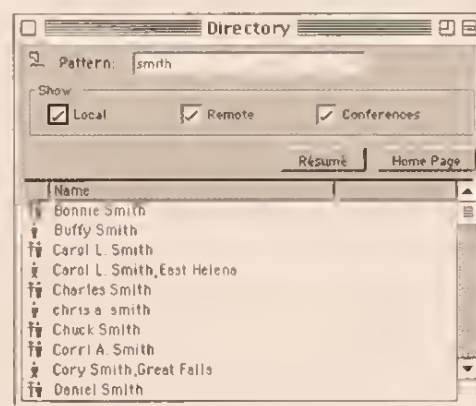 Directory
Pattern: smith
Show
Local Remote Conferences
Résumé Home Page
Name
Bonnie Smith
Buffy Smith
Carol L. Smith
Carol L. Smith,East Helena
Charles Smith
chris a smith
Chuck Smith
Corri A. Smith
Cory Smith,Great Falls
Daniel Smith